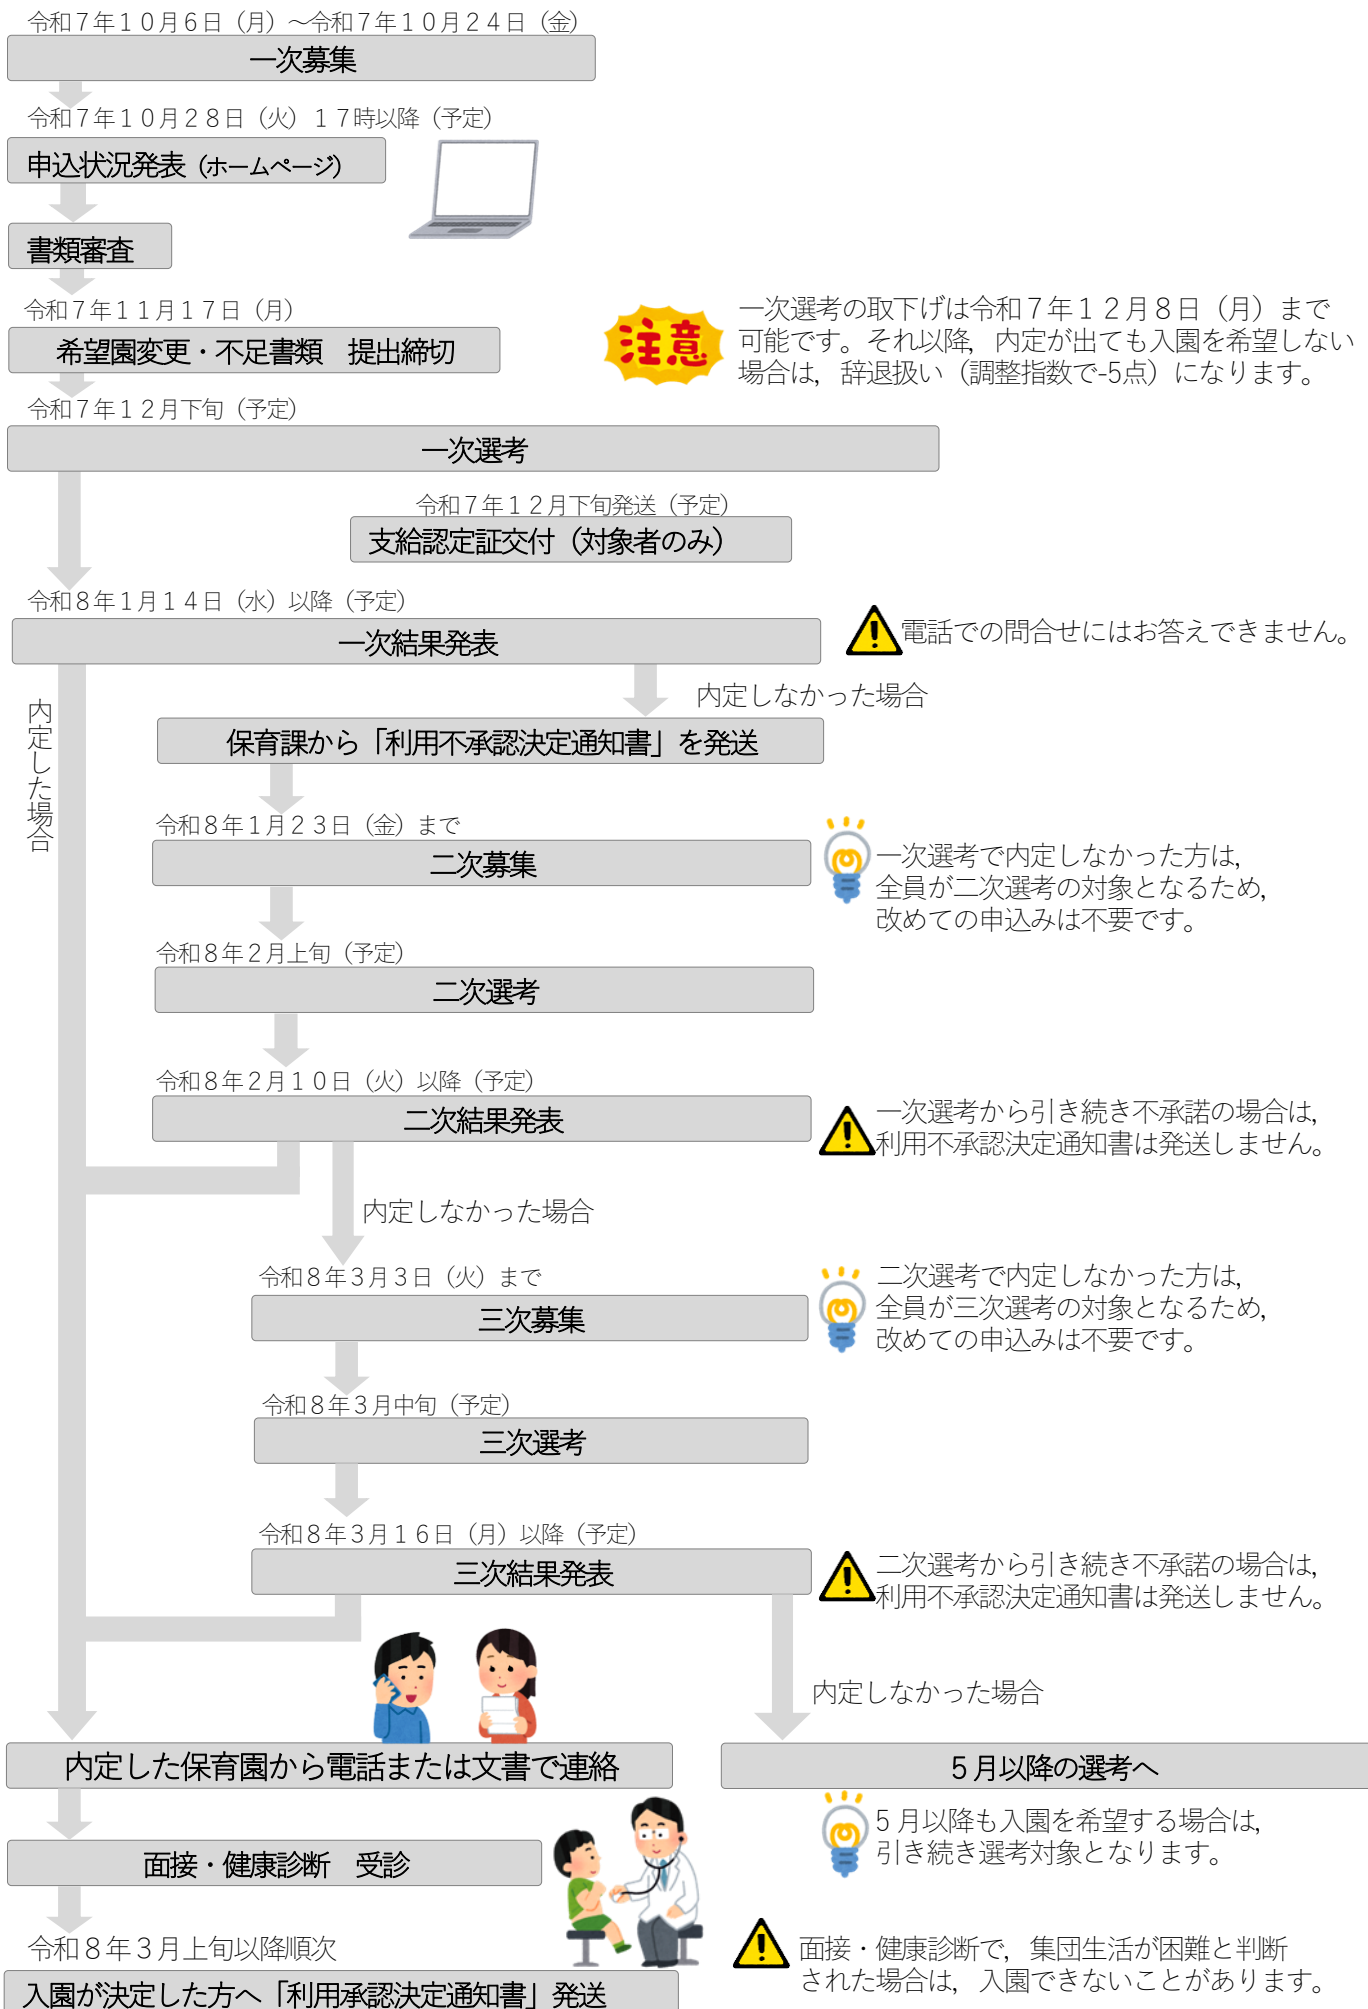 令和7年10月6日（月）～令和7年10月24日（金）
一次募集
令和7年10月28日（火）17時以降（予定）
申込状況発表（ホームページ）
書類審査
令和7年11月17日（月）
希望園変更・不足書類　提出締切
注意
一次選考の取下げは令和7年12月8日（月）まで
可能です。それ以降，内定が出ても入園を希望しない
場合は，辞退扱い（調整指数で-5点）になります。
令和7年12月下旬（予定）
一次選考
令和7年12月下旬発送（予定）
支給認定証交付（対象者のみ）
令和8年1月14日（水）以降（予定）
一次結果発表
電話での問合せにはお答えできません。
内定した場合
内定しなかった場合
保育課から「利用不承認決定通知書」を発送
令和8年1月23日（金）まで
二次募集
一次選考で内定しなかった方は，
全員が二次選考の対象となるため，
改めての申込みは不要です。
令和8年2月上旬（予定）
二次選考
令和8年2月10日（火）以降（予定）
二次結果発表
一次選考から引き続き不承諾の場合は，
利用不承認決定通知書は発送しません。
内定しなかった場合
令和8年3月3日（火）まで
三次募集
二次選考で内定しなかった方は，
全員が三次選考の対象となるため，
改めての申込みは不要です。
令和8年3月中旬（予定）
三次選考
令和8年3月16日（月）以降（予定）
三次結果発表
二次選考から引き続き不承諾の場合は，
利用不承認決定通知書は発送しません。
内定しなかった場合
内定した保育園から電話または文書で連絡
5月以降の選考へ
5月以降も入園を希望する場合は，
引き続き選考対象となります。
面接・健康診断　受診
令和8年3月上旬以降順次
入園が決定した方へ「利用承認決定通知書」発送
面接・健康診断で，集団生活が困難と判断
された場合は，入園できないことがあります。